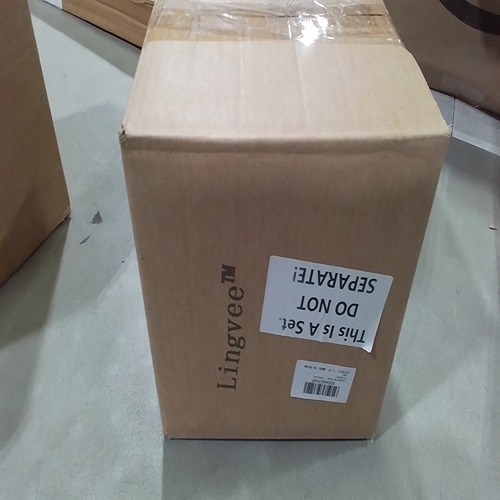 Lingvee™
This Is A Set.
DO NOT
SEPARATE!